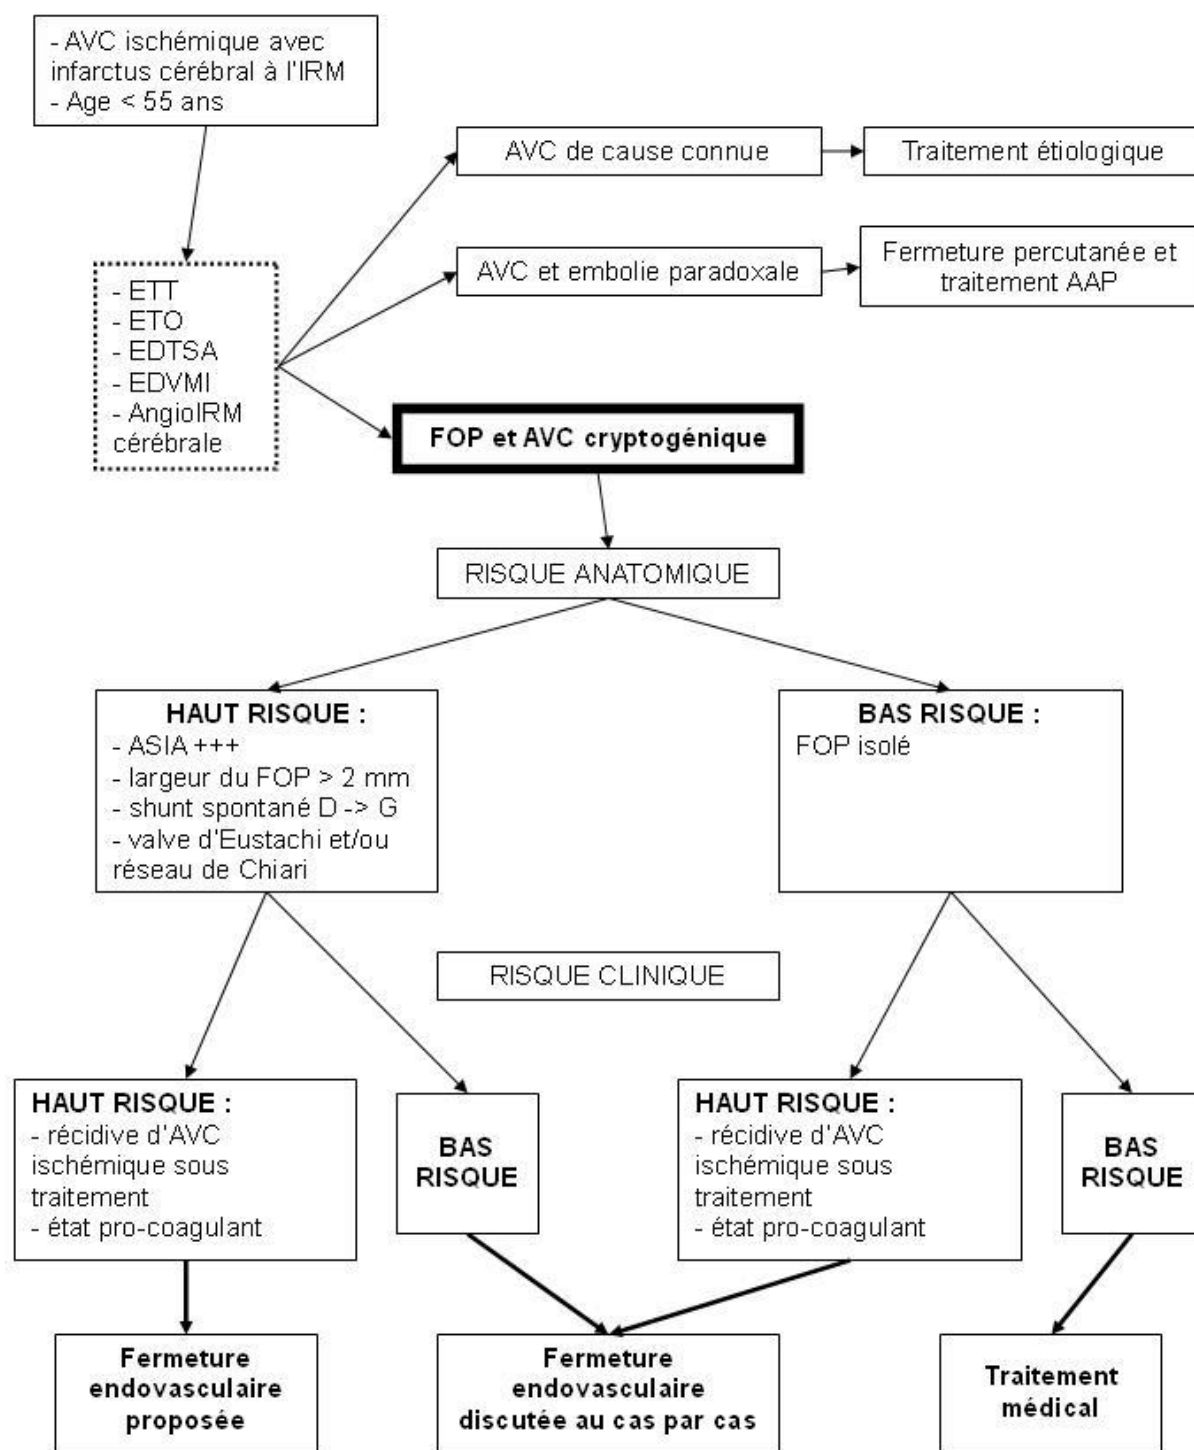 - AVC ischémique avec
infarctus cérébral à l'IRM
- Age < 55 ans
AVC de cause connue
Traitement étiologique
AVC et embolie paradoxale
Fermeture percutanée et
traitement AAP
- ETT
- ETO
- EDTSA
- EDVMI
- AngioIRM
cérébrale
FOP et AVC cryptogénique
RISQUE ANATOMIQUE
HAUT RISQUE :
- ASIA +++
- largeur du FOP > 2 mm
- shunt spontané D -> G
- valve d'Eustachi et/ou
réseau de Chiari
BAS RISQUE :
FOP isolé
RISQUE CLINIQUE
HAUT RISQUE :
- récidive d'AVC
ischémique sous
traitement
- état pro-coagulant
BAS
RISQUE
HAUT RISQUE :
- récidive d'AVC
ischémique sous
traitement
- état pro-coagulant
BAS
RISQUE
Fermeture
endovasculaire
proposée
Fermeture
endovasculaire
discutée au cas par cas
Traitement
médical